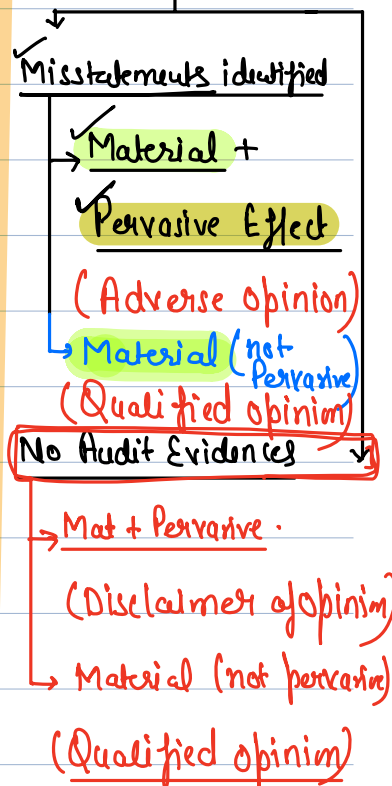 Misstatements identified
Material +
Pervasive Effect
(Adverse opinion)
Material (not
Pervasive)
(Qualified opinion)
No Audit Evidences
Mat + Pervasive.
(Disclaimer of opinion)
Material (not pervasive)
(Qualified opinion)